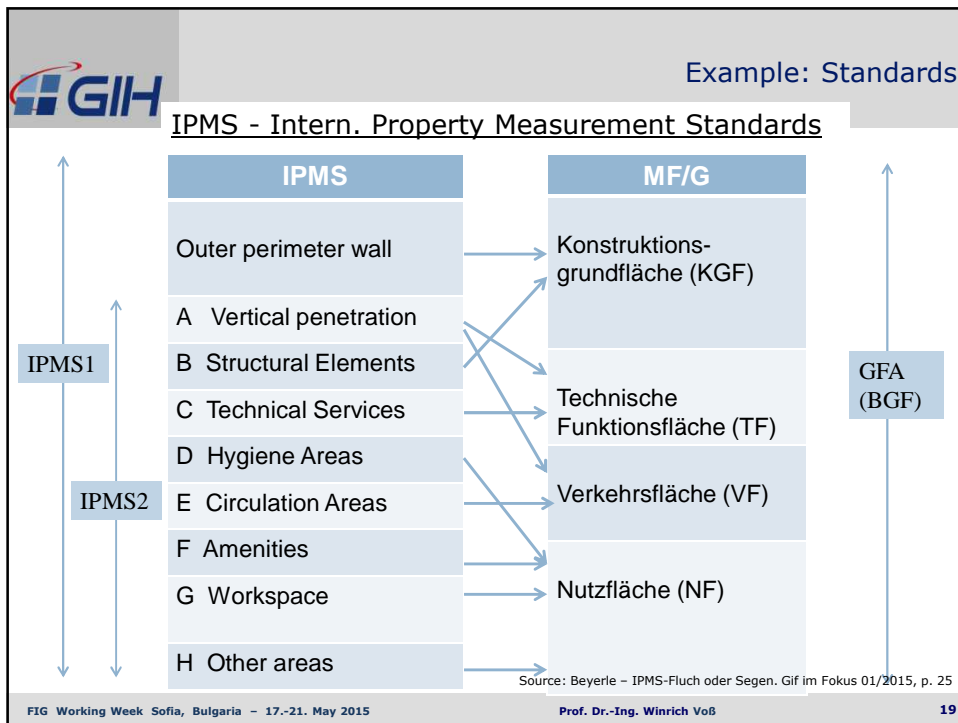 GIH
Example: Standards
IPMS - Intern. Property Measurement Standards
IPMS
MF/G
Outer perimeter wall
Konstruktions-
grundfläche (KGF)
A Vertical penetration
B Structural Elements
IPMS1
GFA
(BGF)
C Technical Services
Technische
Funktionsfläche (TF)
D Hygiene Areas
IPMS2
E Circulation Areas
Verkehrsfläche (VF)
F Amenities
G Workspace
Nutzfläche (NF)
H Other areas
Source: Beyerle – IPMS-Fluch oder Segen. Gif im Fokus 01/2015, p. 25
FIG Working Week Sofia, Bulgaria – 17.-21. May 2015
Prof. Dr.-Ing. Winrich Voß
19